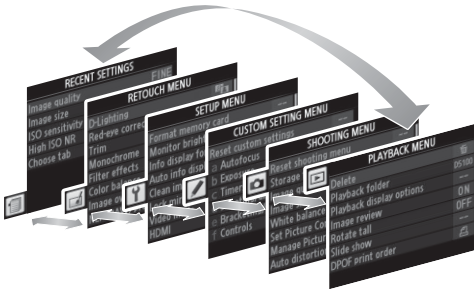 RECENT SETTINGS
Image quality FINE
Image size
ISO sensitivity
High ISO NR
Choose tab
RETOUCH MENU
D-Lighting
Red-eye correc
Trim
Monochrome
Filter effects
Color ba
Image o
SETUP MENU
Format memory card --
Monitor brigh
Info display fo
Auto info disp
Clean im
Video m
HDMI
CUSTOM SETTING MENU
Reset custom settings --
a Autofocus
b Exposu
c Timer
e Bracke
f Controls
SHOOTING MENU
Reset shooting menu --
Storage
Image
White balance
Set Picture Co
Manage Pictur
Auto distortio
PLAYBACK MENU
Delete
Playback folder
Playback display options
Image review OFF
Rotate tall
Slide show --
DPOF print order